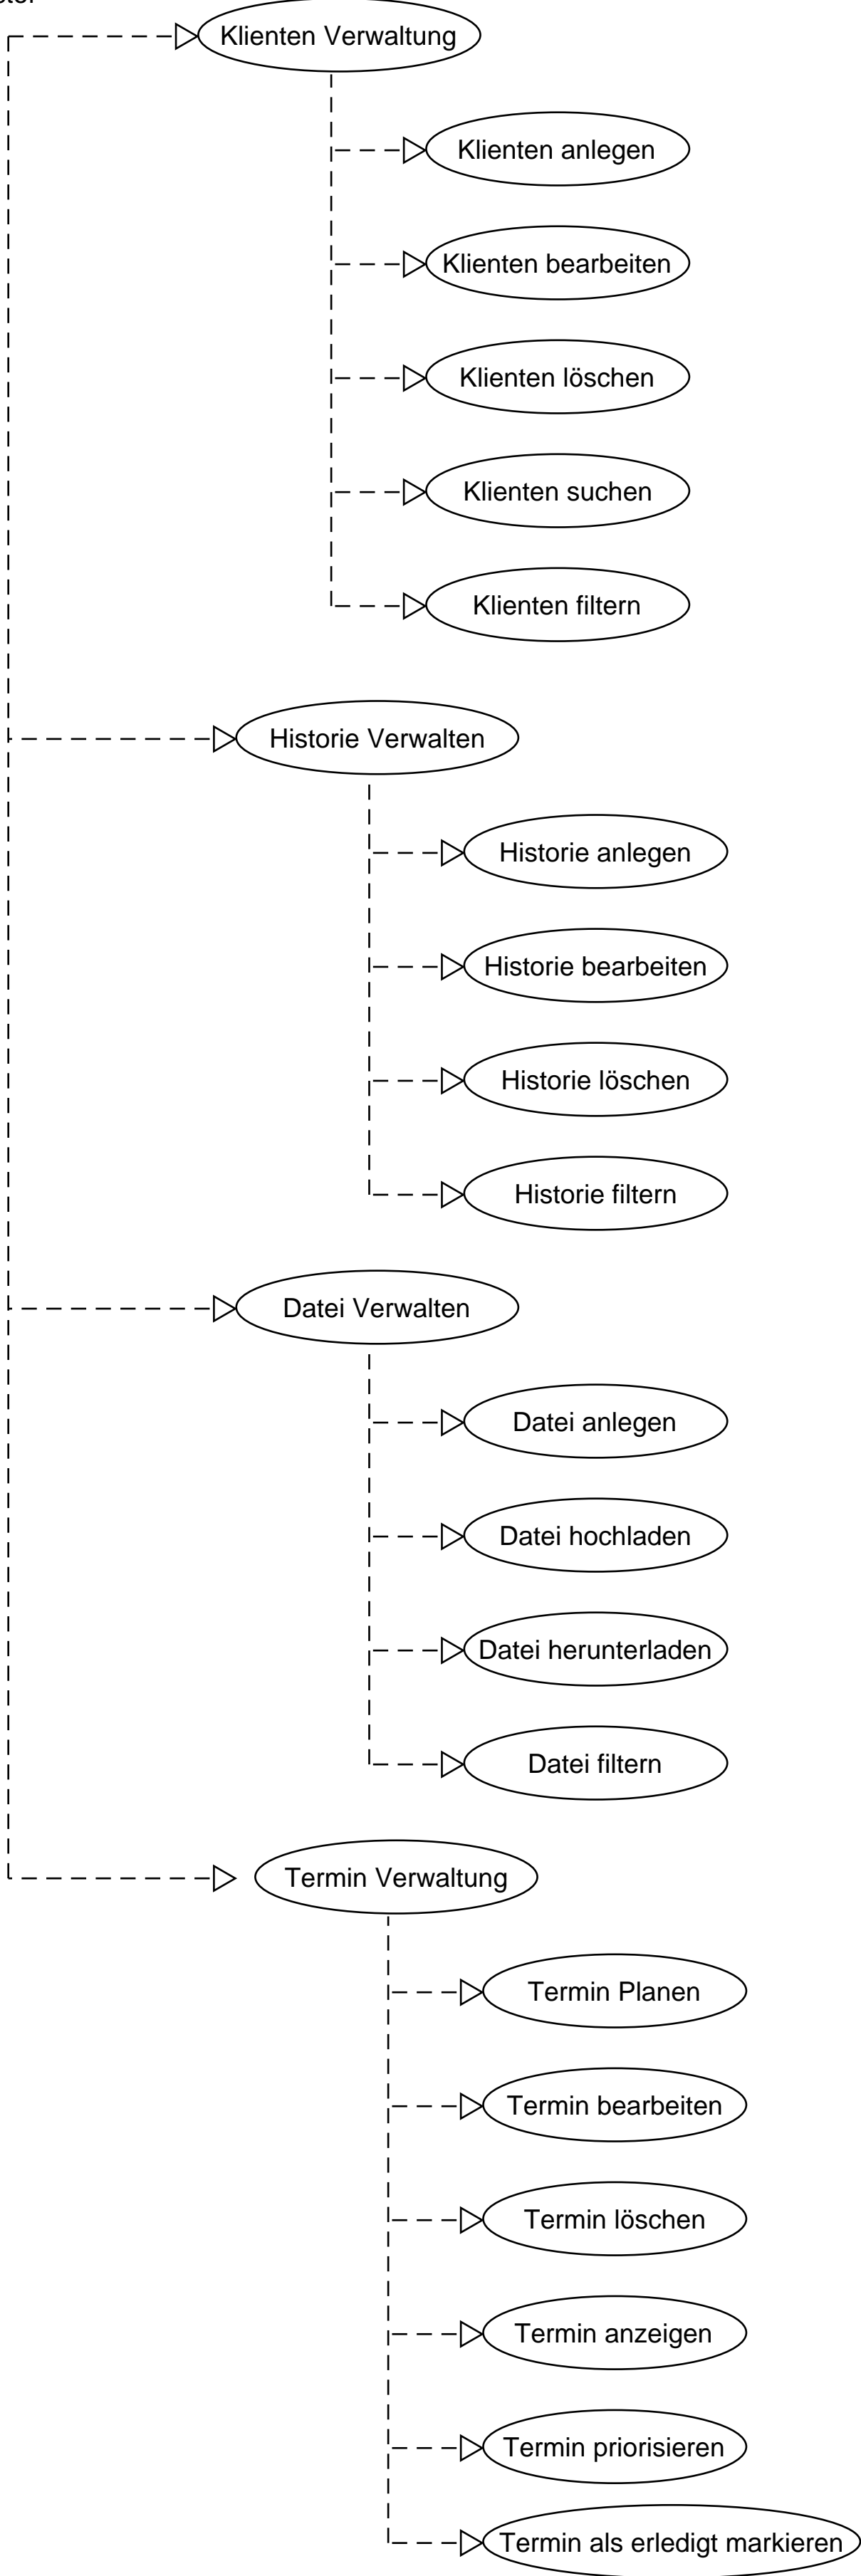 Klienten Verwaltung
Klienten anlegen
Klienten bearbeiten
Klienten löschen
Klienten suchen
Klienten filtern
Historie Verwalten
Historie anlegen
Historie bearbeiten
Historie löschen
Historie filtern
Datei Verwalten
Datei anlegen
Datei hochladen
Datei herunterladen
Datei filtern
Termin Verwaltung
Termin Planen
Termin bearbeiten
Termin löschen
Termin anzeigen
Termin priorisieren
Termin als erledigt markieren